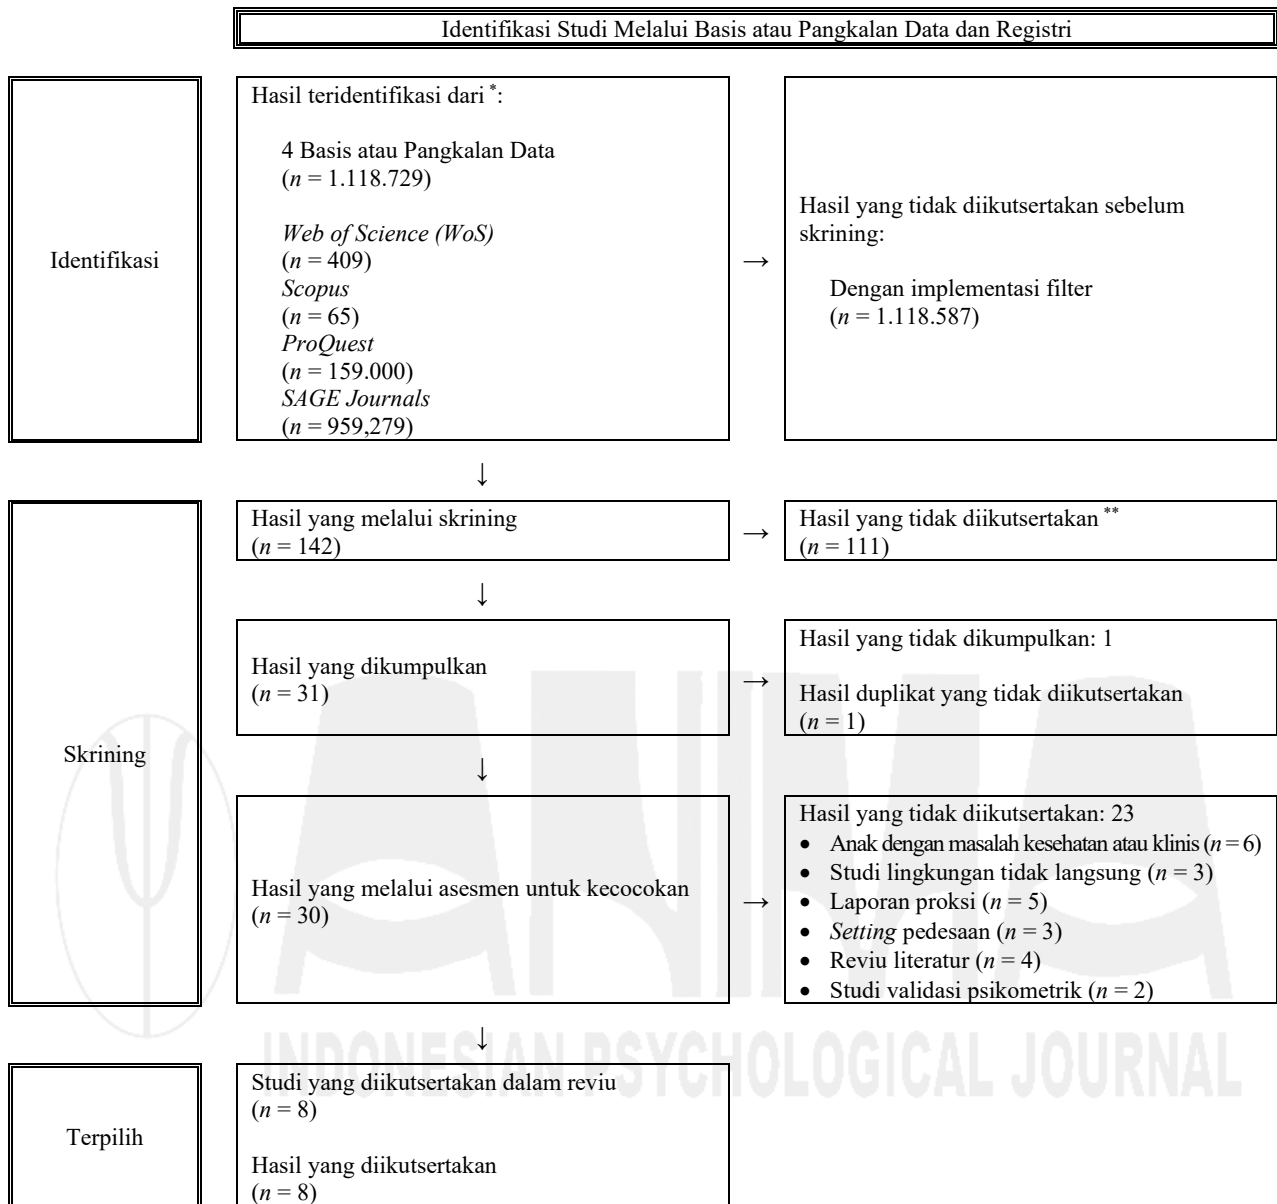 Identifikasi Studi Melalui Basis atau Pangkalan Data dan Registri
Identifikasi
Hasil teridentifikasi dari *:
4 Basis atau Pangkalan Data
(n = 1.118.729)
Web of Science (WoS)
(n = 409)
Scopus
(n = 65)
ProQuest
(n = 159.000)
SAGE Journals
(n = 959,279)
→
Hasil yang tidak diikutsertakan sebelum
skrining:
Dengan implementasi filter
(n = 1.118.587)
↓
Skrining
Hasil yang melalui skrining
(n = 142)
→
Hasil yang tidak diikutsertakan **
(n = 111)
↓
Hasil yang dikumpulkan
(n = 31)
→
Hasil yang tidak dikumpulkan: 1
Hasil duplikat yang tidak diikutsertakan
(n = 1)
↓
Hasil yang melalui asesmen untuk kecocokan
(n = 30)
→
Hasil yang tidak diikutsertakan: 23
• Anak dengan masalah kesehatan atau klinis (n = 6)
• Studi lingkungan tidak langsung (n = 3)
• Laporan proksi (n = 5)
• Setting pedesaan (n = 3)
• Reviu literatur (n = 4)
• Studi validasi psikometrik (n = 2)
↓
Terpilih
Studi yang diikutsertakan dalam reviu
(n = 8)
Hasil yang diikutsertakan
(n = 8)
ANIMA
INDONESIAN PSYCHOLOGICAL JOURNAL